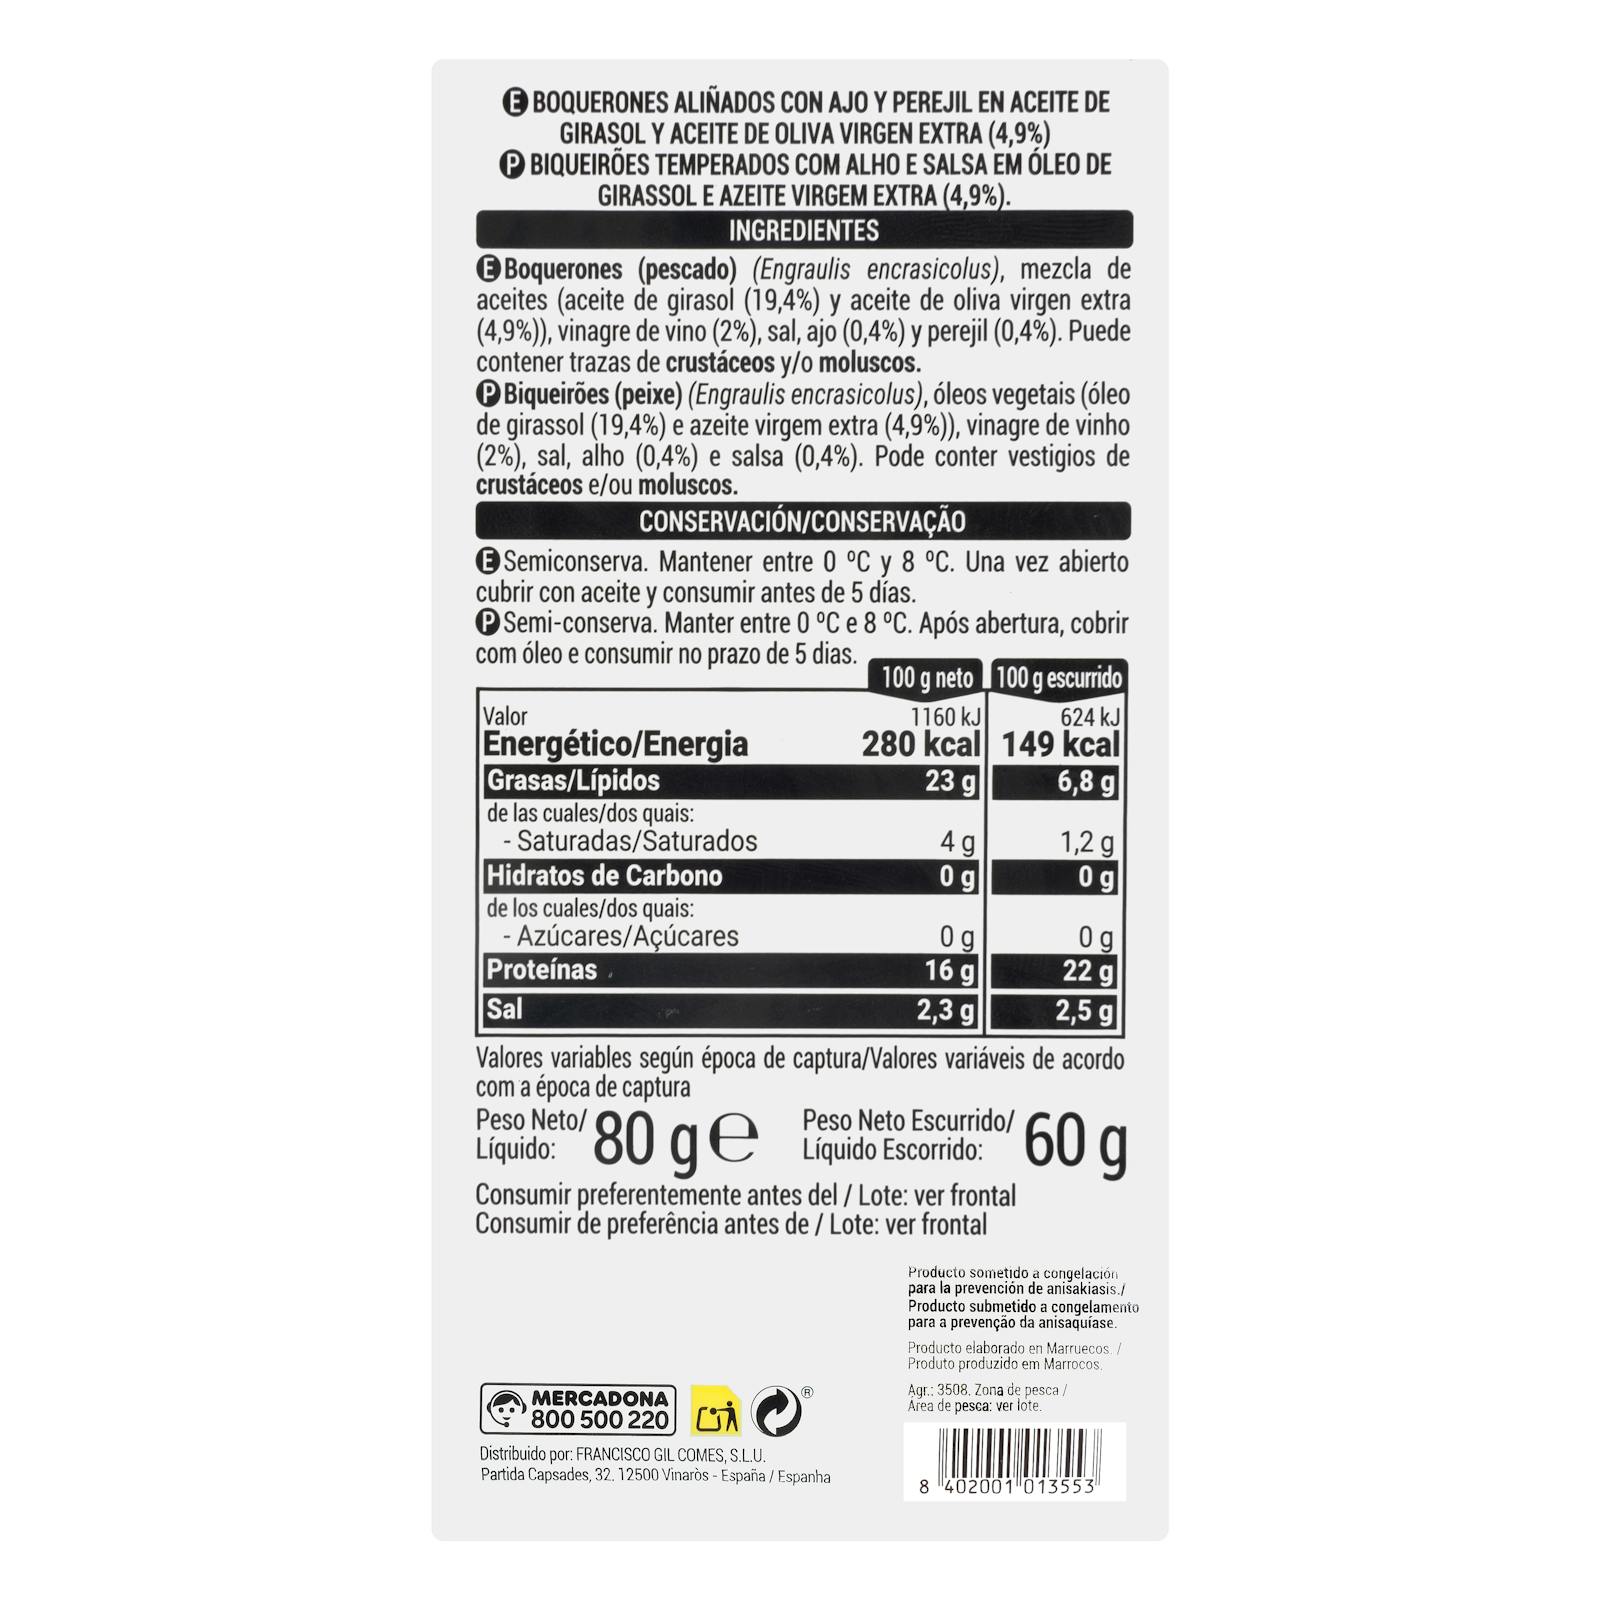 E BOQUERONES ALIÑADOS CON AJO Y PEREJIL EN ACEITE DE
GIRASOL Y ACEITE DE OLIVA VIRGEN EXTRA (4,9%)
P BIQUEIRÕES TEMPERADOS COM ALHO E SALSA EM ÓLEO DE
GIRASSOL E AZEITE VIRGEM EXTRA (4,9%).
INGREDIENTES
E Boquerones (pescado) (Engraulis encrasicolus), mezcla de
aceites (aceite de girasol (19,4%) y aceite de oliva virgen extra
(4,9%)), vinagre de vino (2%), sal, ajo (0,4%) y perejil (0,4%). Puede
contener trazas de crustáceos y/o moluscos.
P Biqueirões (peixe) (Engraulis encrasicolus), óleos vegetais (óleo
de girassol (19,4%) e azeite virgem extra (4,9%)), vinagre de vinho
(2%), sal, alho (0,4%) e salsa (0,4%). Pode conter vestigios de
crustáceos e/ou moluscos.
CONSERVACIÓN/CONSERVAÇÃO
E Semiconserva. Mantener entre 0 ºC y 8 ºC. Una vez abierto
cubrir con aceite y consumir antes de 5 días.
P Semi-conserva. Manter entre 0 ºC e 8 ºC. Após abertura, cobrir
com óleo e consumir no prazo de 5 dias.
100 g neto 100 g escurrido
Valor 1160 kJ 624 kJ
Energético/Energia 280 kcal 149 kcal
Grasas/Lípidos 23 g 6,8 g
de las cuales/dos quais:
- Saturadas/Saturados 4 g 1,2 g
Hidratos de Carbono 0 g 0 g
de los cuales/dos quais:
- Azúcares/Açúcares 0 g 0 g
Proteínas 16 g 22 g
Sal 2,3 g 2,5 g
Valores variables según época de captura/Valores variáveis de acordo
com a época de captura
Peso Neto/ Líquido: 80 g e
Peso Neto Escurrido/ Líquido Escorrido: 60 g
Consumir preferentemente antes del / Lote: ver frontal
Consumir de preferência antes de / Lote: ver frontal
Producto sometido a congelación
para la prevención de anisakiasis./
Producto submetido a congelamento
para a prevenção da anisaquíase.
Producto elaborado en Marruecos. /
Produto produzido em Marrocos.
Agr.: 3508. Zona de pesca /
Área de pesca: ver lote.
MERCADONA
800 500 220
®
Distribuido por: FRANCISCO GIL COMES, S.L.U.
Partida Capsades, 32. 12500 Vinaròs - España / Espanha
8 402001 013553